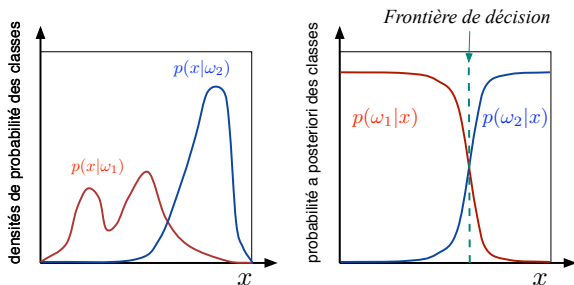 Frontière de décision
densités de probabilité des classes
p(x|ω₂)
p(x|ω₁)
x
probabilité a posteriori des classes
p(ω₁|x)
p(ω₂|x)
x